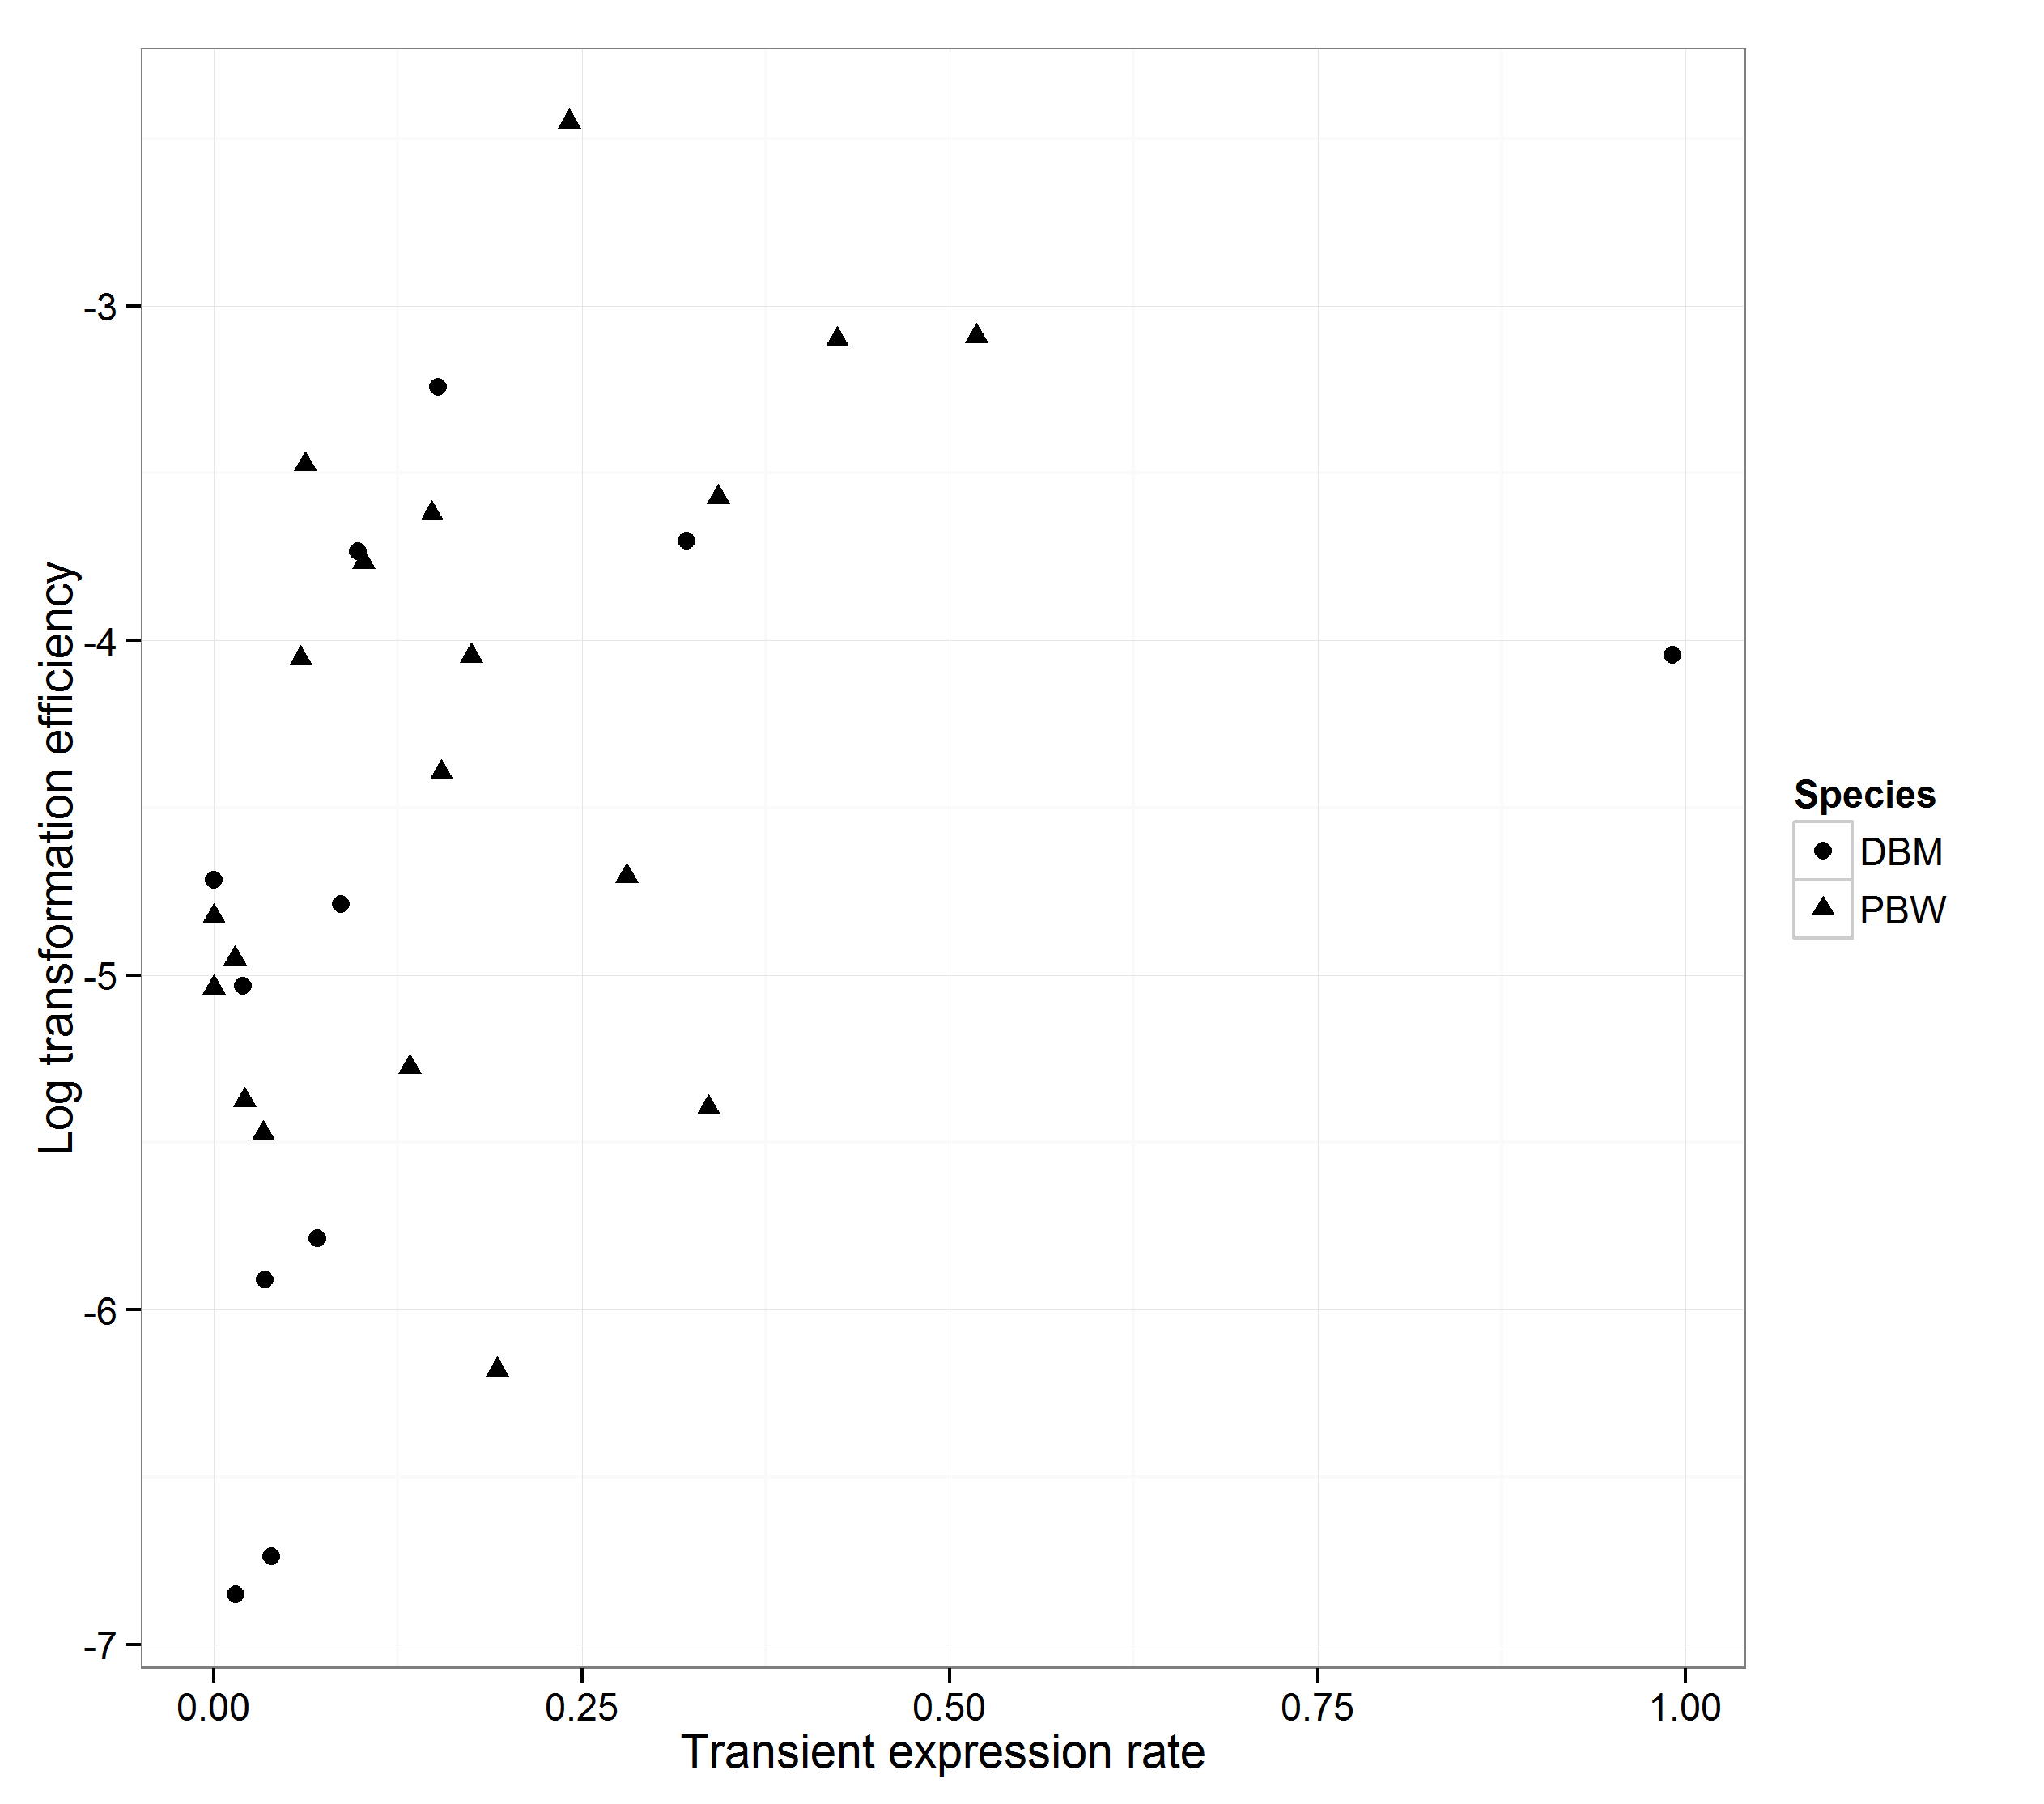 Log transformation efficiency
-3
-4
-5
-6
-7
0.00
0.25
0.50
0.75
1.00
Transient expression rate
Species
DBM
PBW